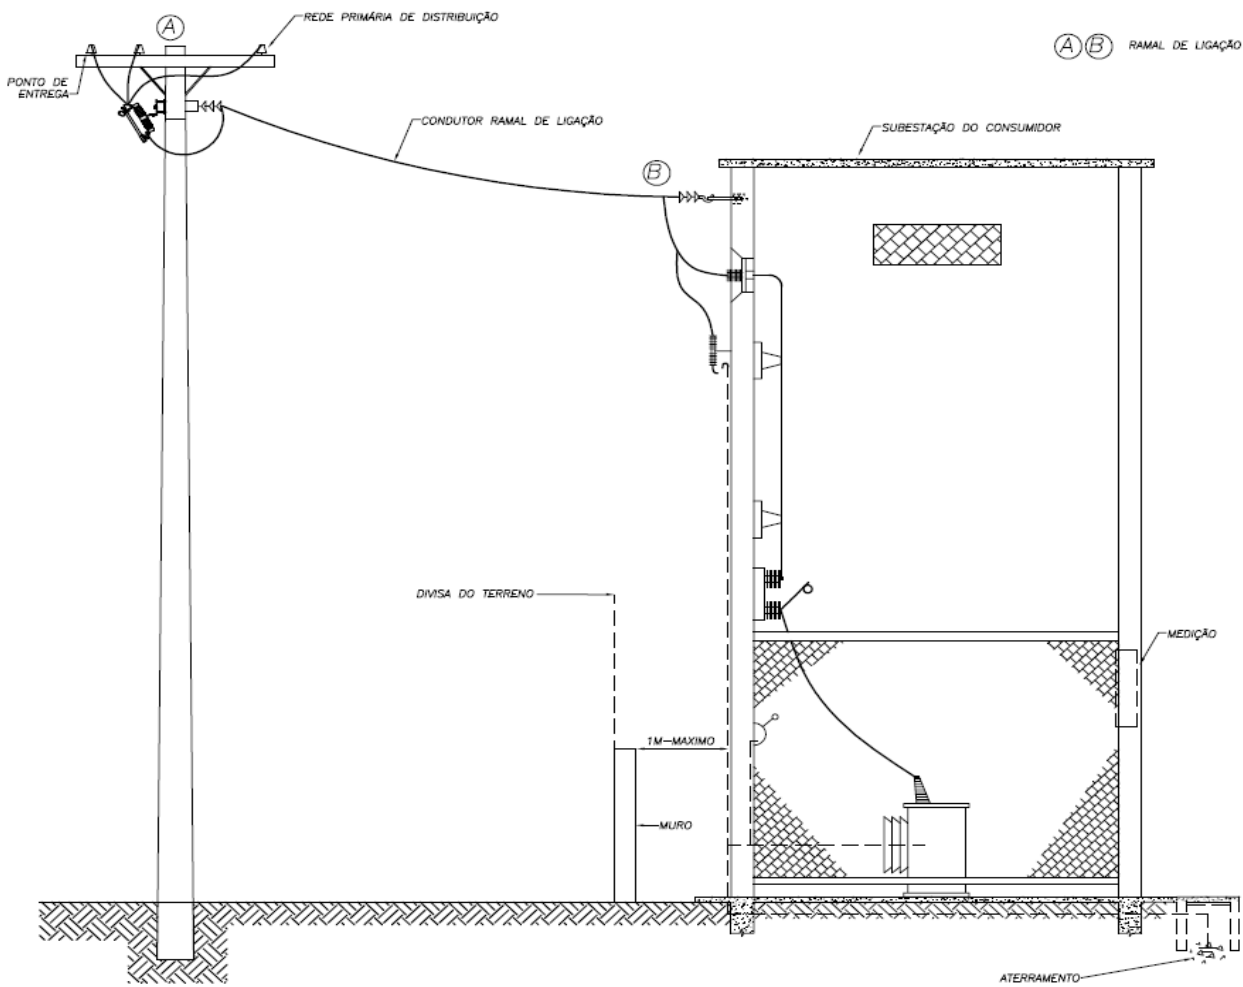 A
REDE PRIMÁRIA DE DISTRIBUIÇÃO
A B RAMAL DE LIGAÇÃO
PONTO DE
ENTREGA
CONDUTOR RAMAL DE LIGAÇÃO
SUBESTAÇÃO DO CONSUMIDOR
B
DIVISA DO TERRENO
MEDIÇÃO
1M-MAXIMO
MURO
ATERRAMENTO